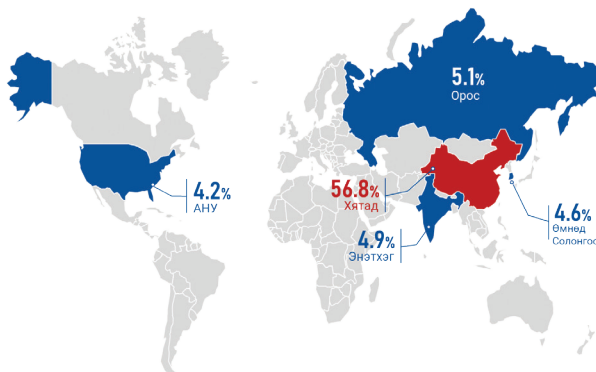 5.1%
Орос
4.2%
АНУ
56.8%
Хятад
4.9%
Энэтхэг
4.6%
Өмнөд
Солонгос